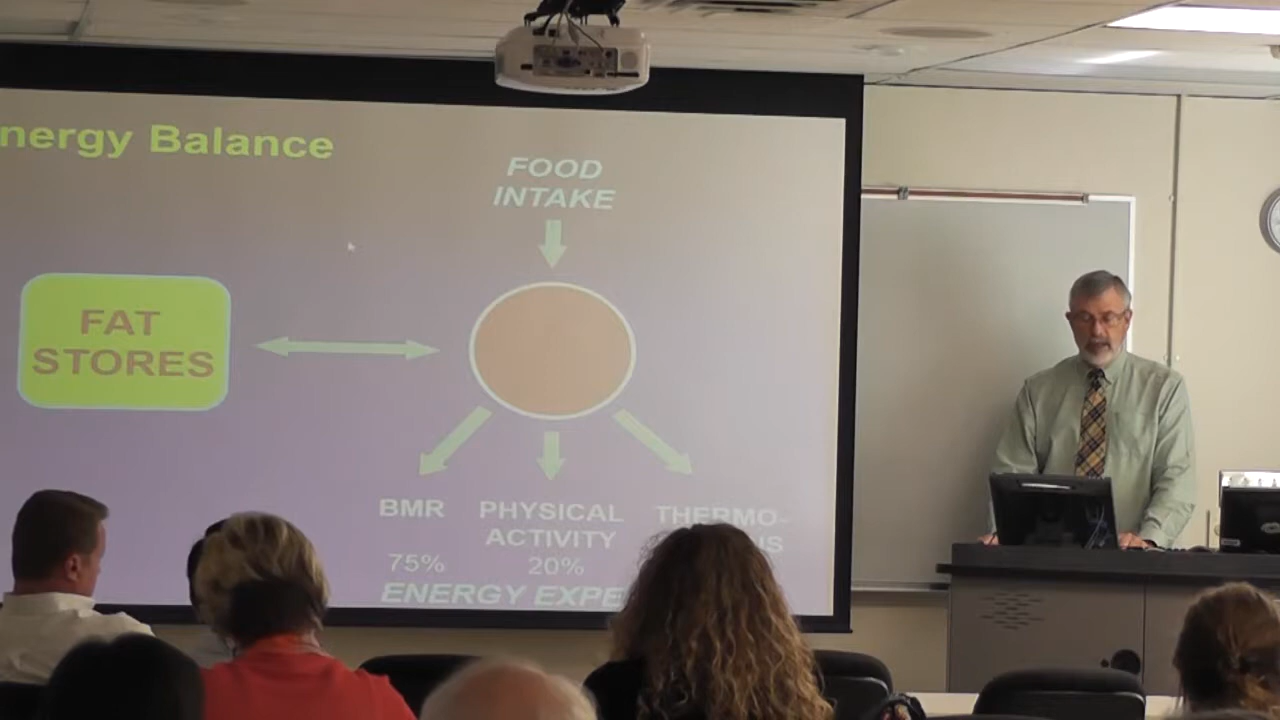 nergy Balance
FOOD
INTAKE
FAT
STORES
BMR
PHYSICAL
ACTIVITY
THERMO-
75%
20%
ENERGY EXPE